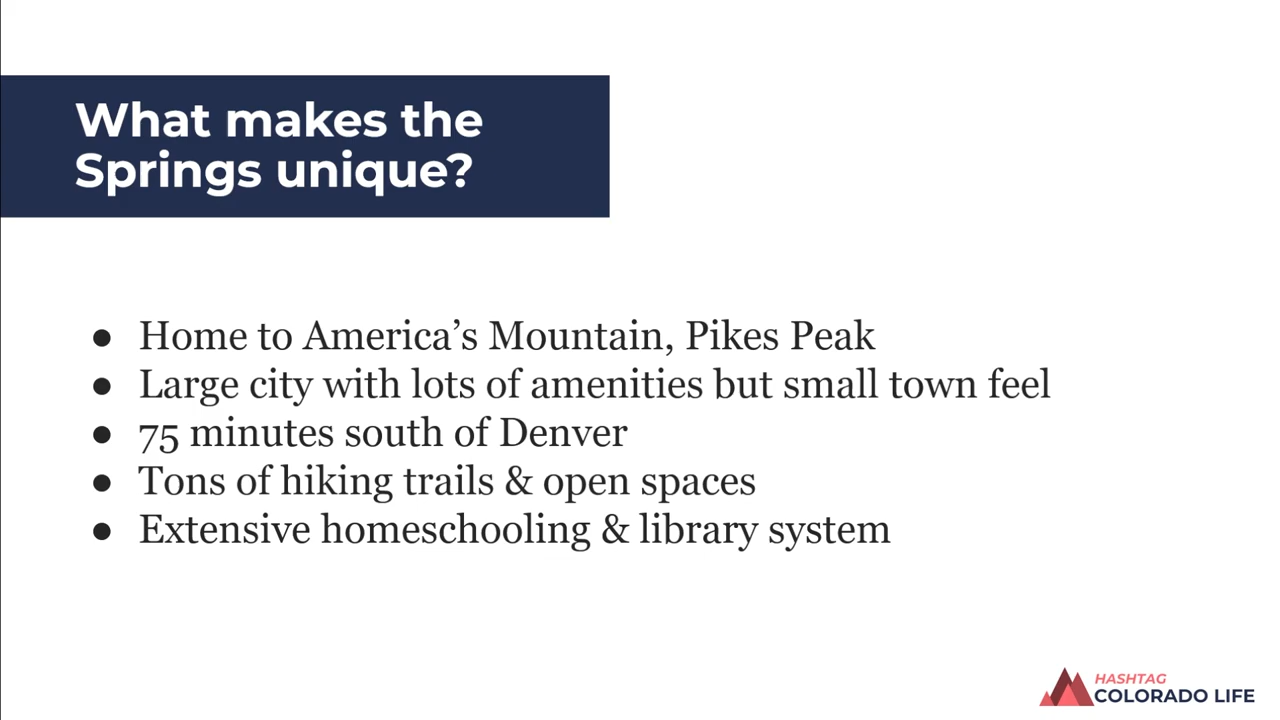 What makes the
Springs unique?
● Home to America’s Mountain, Pikes Peak
● Large city with lots of amenities but small town feel
● 75 minutes south of Denver
● Tons of hiking trails & open spaces
● Extensive homeschooling & library system
HASHTAG
COLORADO LIFE